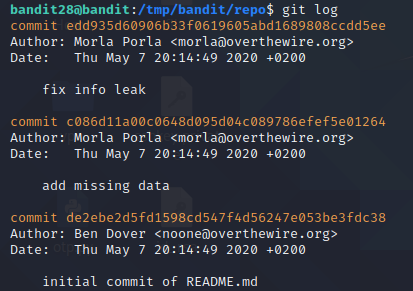 bandit28@bandit:/tmp/bandit/repo$ git log
commit edd935d60906b33f0619605abd1689808ccdd5ee
Author: Morla Porla <morla@overthewire.org>
Date:   Thu May 7 20:14:49 2020 +0200
fix info leak
commit c086d11a00c0648d095d04c089786efef5e01264
Author: Morla Porla <morla@overthewire.org>
Date:   Thu May 7 20:14:49 2020 +0200
add missing data
commit de2ebe2d5fd1598cd547f4d56247e053be3fdc38
Author: Ben Dover <noone@overthewire.org>
Date:   Thu May 7 20:14:49 2020 +0200
initial commit of README.md